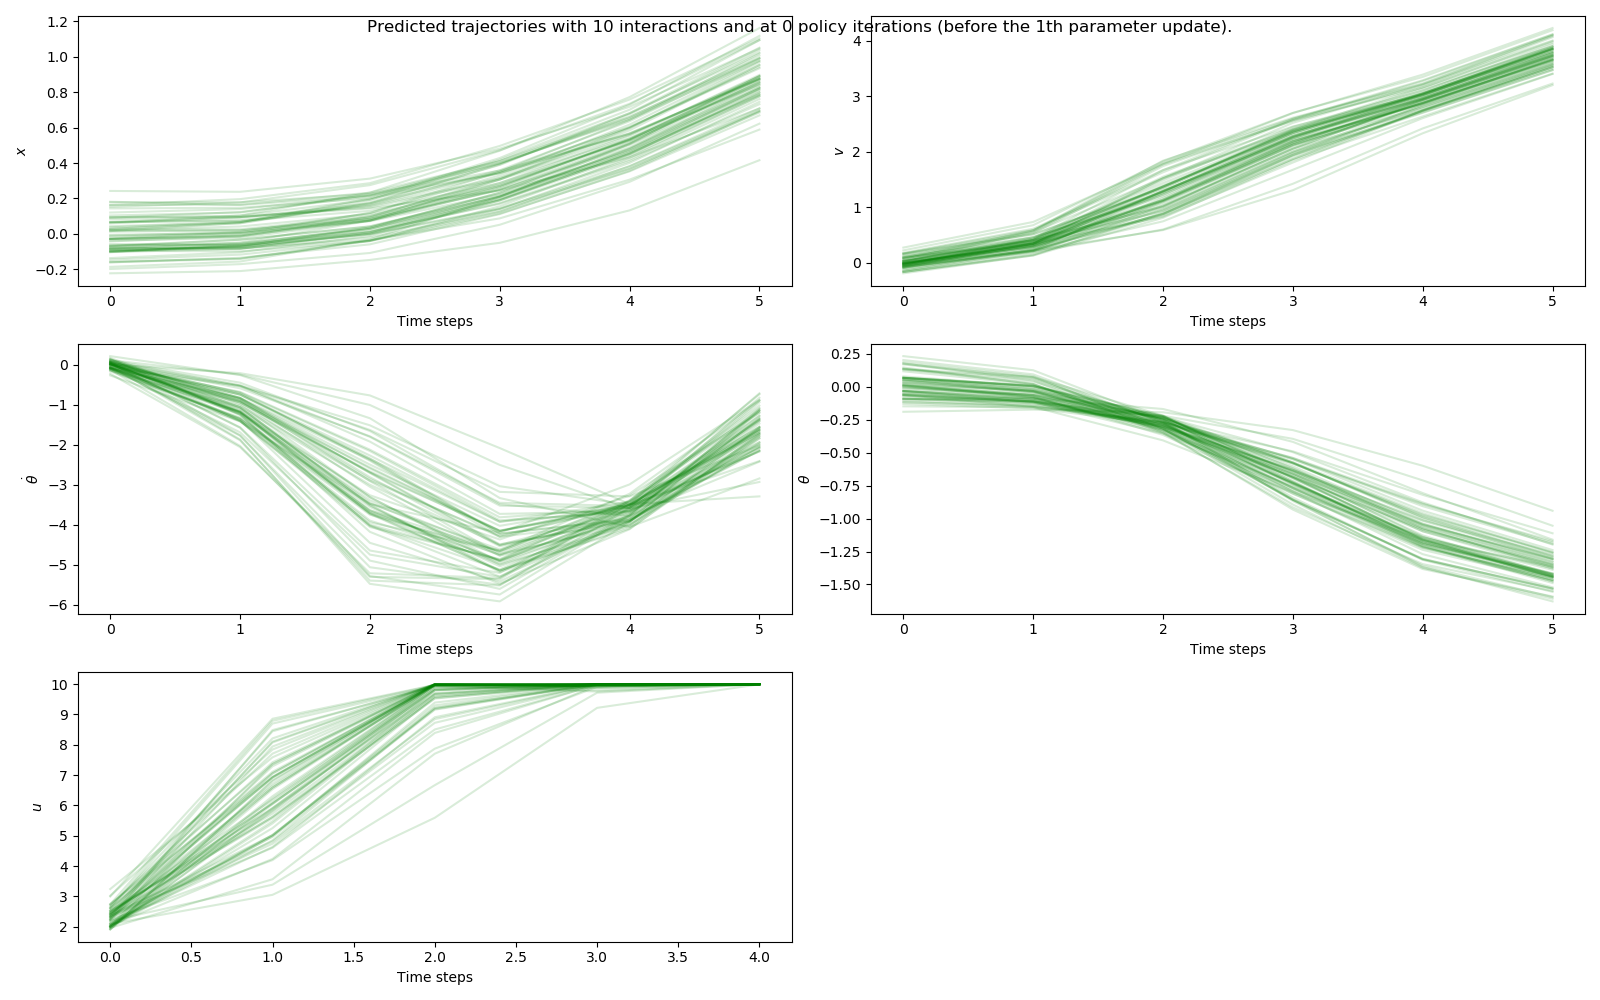 Predicted trajectories with 10 interactions and at 0 policy iterations (before the 1th parameter update).
1.2
1.0
0.8
0.6
0.4
0.2
0.0
−0.2
x
0 1 2 3 4 5
Time steps
4
3
2
1
0
v
0 1 2 3 4 5
Time steps
0
−1
−2
−3
−4
−5
−6
θ̇
0 1 2 3 4 5
Time steps
0.25
0.00
−0.25
−0.50
−0.75
−1.00
−1.25
−1.50
θ
0 1 2 3 4 5
Time steps
10
9
8
7
6
5
4
3
2
u
0.0 0.5 1.0 1.5 2.0 2.5 3.0 3.5 4.0
Time steps